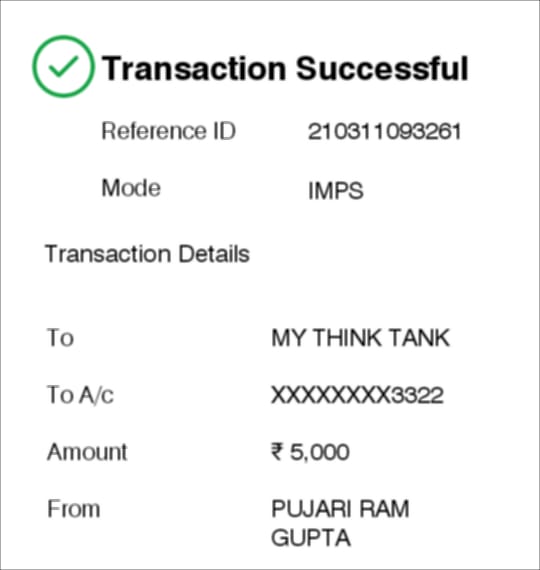 Transaction Successful
Reference ID 210311093261
Mode IMPS
Transaction Details
To MY THINK TANK
To A/c XXXXXXXX3322
Amount ₹ 5,000
From PUJARI RAM
GUPTA